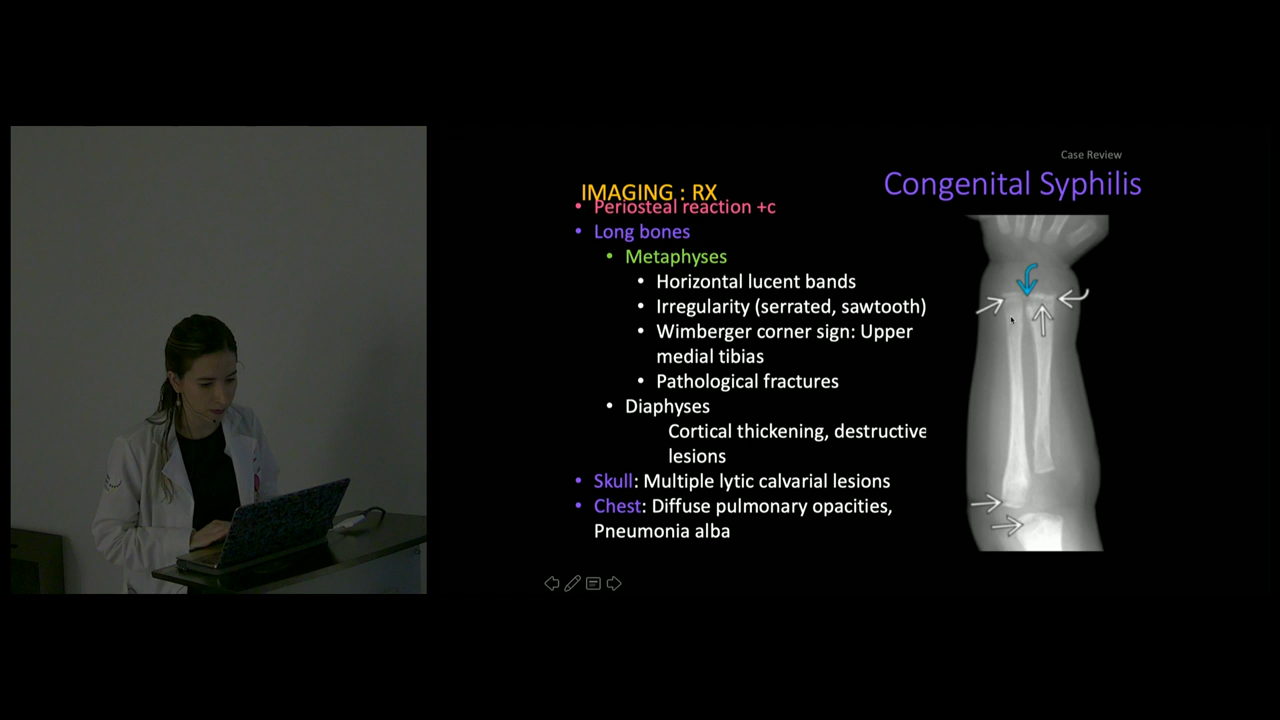 Case Review
Congenital Syphilis
IMAGING : RX
• Periosteal reaction +c
• Long bones
• Metaphyses
• Horizontal lucent bands
• Irregularity (serrated, sawtooth)
• Wimberger corner sign: Upper
medial tibias
• Pathological fractures
• Diaphyses
Cortical thickening, destructive
lesions
• Skull: Multiple lytic calvarial lesions
• Chest: Diffuse pulmonary opacities,
Pneumonia alba